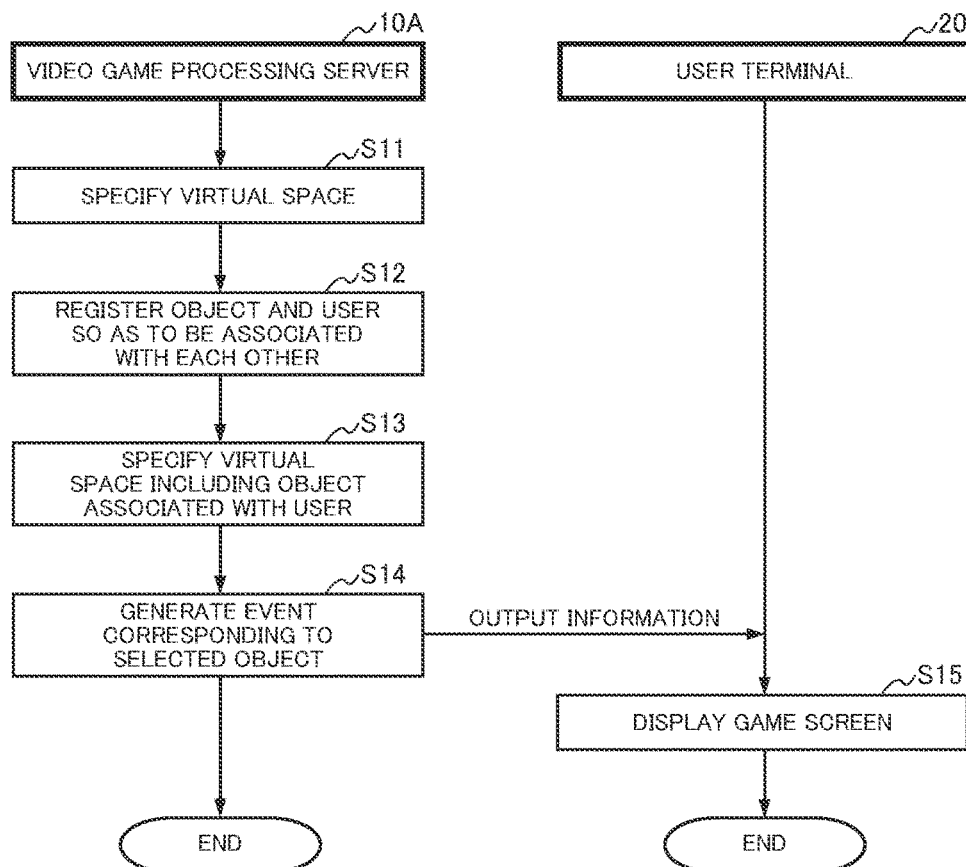 10A
VIDEO GAME PROCESSING SERVER
20
USER TERMINAL
S11
SPECIFY VIRTUAL SPACE
S12
REGISTER OBJECT AND USER
SO AS TO BE ASSOCIATED
WITH EACH OTHER
S13
SPECIFY VIRTUAL
SPACE INCLUDING OBJECT
ASSOCIATED WITH USER
S14
GENERATE EVENT
CORRESPONDING TO
SELECTED OBJECT
OUTPUT INFORMATION
S15
DISPLAY GAME SCREEN
END
END